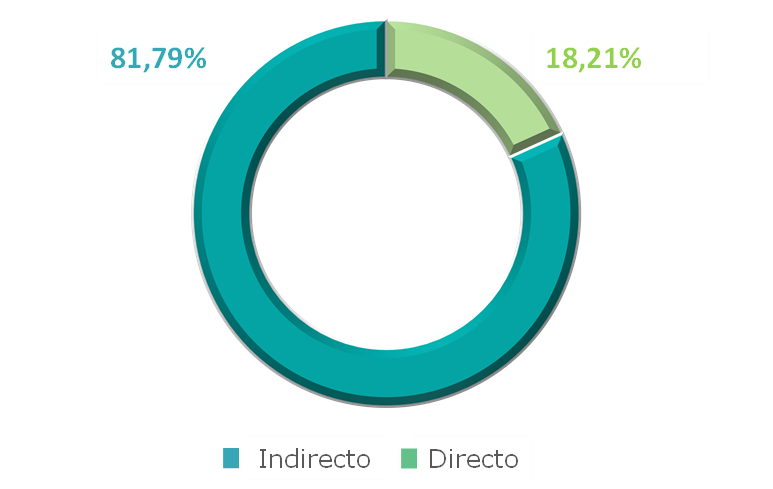 81,79%
18,21%
Indirecto
Directo